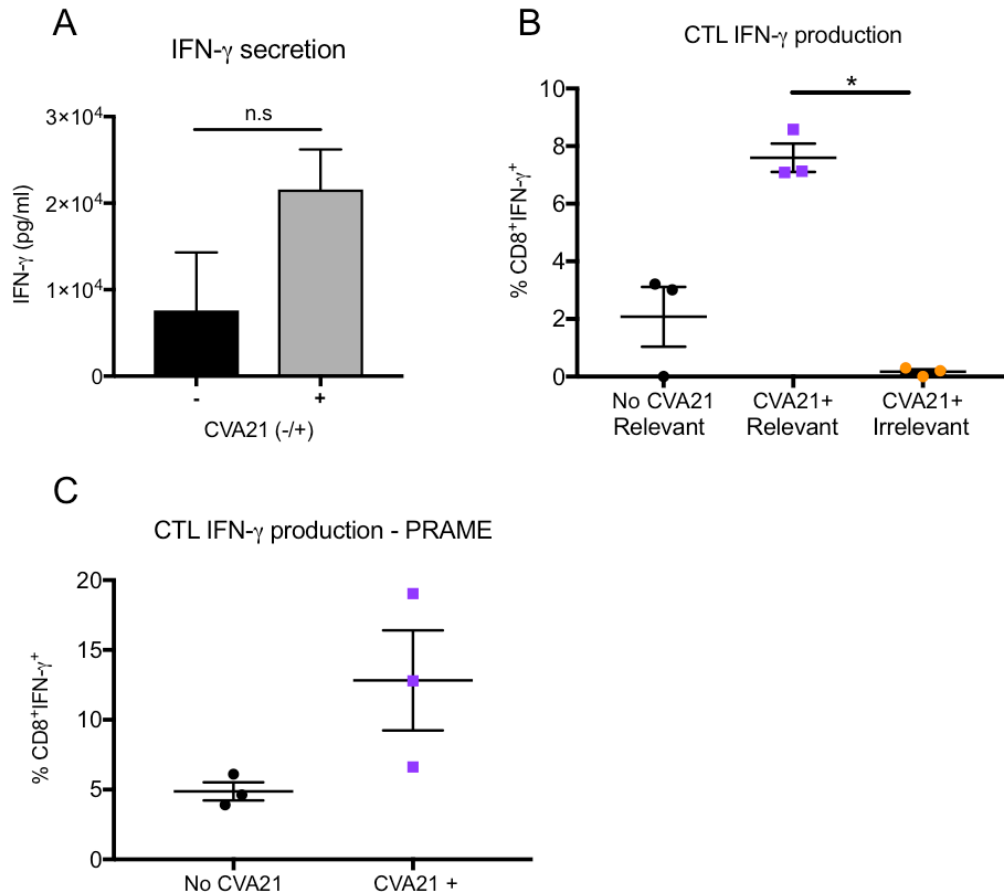 A
IFN-γ secretion
3×10⁴
2×10⁴
1×10⁴
0
IFN-γ (pg/ml)
n.s
-
+
CVA21 (-/+)
B
CTL IFN-γ production
10
8
6
4
2
0
% CD8⁺IFN-γ⁺
*
No CVA21
Relevant
CVA21+
Relevant
CVA21+
Irrelevant
C
CTL IFN-γ production - PRAME
20
15
10
5
0
% CD8⁺IFN-γ⁺
No CVA21
CVA21 +